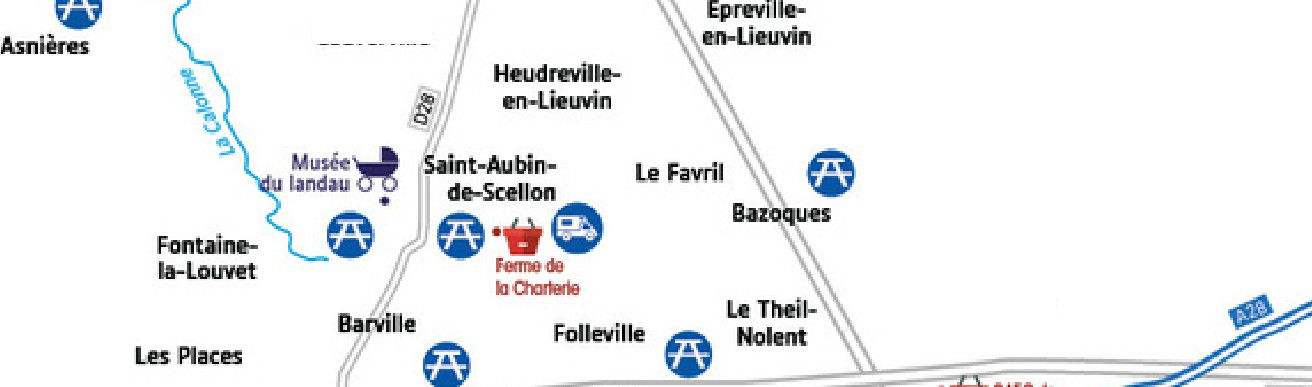 Epreville-
en-Lieuvin
Asnières
Heudreville-
en-Lieuvin
D28
La Calonne
Musée
du landau
Saint-Aubin-
de-Scellon
Le Favril
Bazoques
Fontaine-
la-Louvet
Ferme de
la Charterie
Barville
Folleville
Le Theil-
Nolent
A28
Les Places